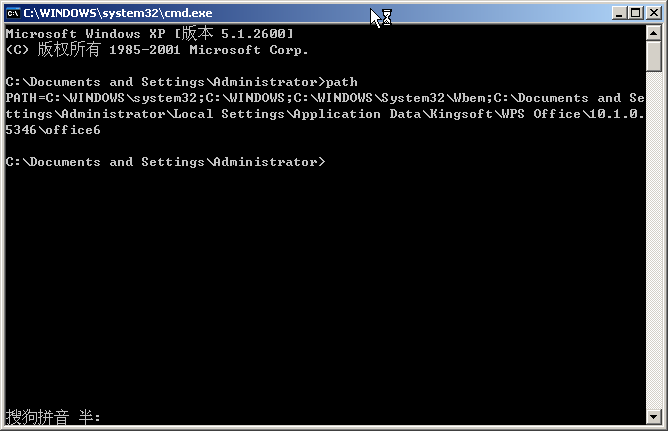 C:\WINDOWS\system32\cmd.exe
Microsoft Windows XP [版本 5.1.2600]
(C) 版权所有 1985-2001 Microsoft Corp.
C:\Documents and Settings\Administrator>path
PATH=C:\WINDOWS\system32;C:\WINDOWS;C:\WINDOWS\System32\Wbem;C:\Documents and Se
ttings\Administrator\Local Settings\Application Data\Kingsoft\WPS Office\10.1.0.
5346\office6
C:\Documents and Settings\Administrator>
搜狗拼音 半: